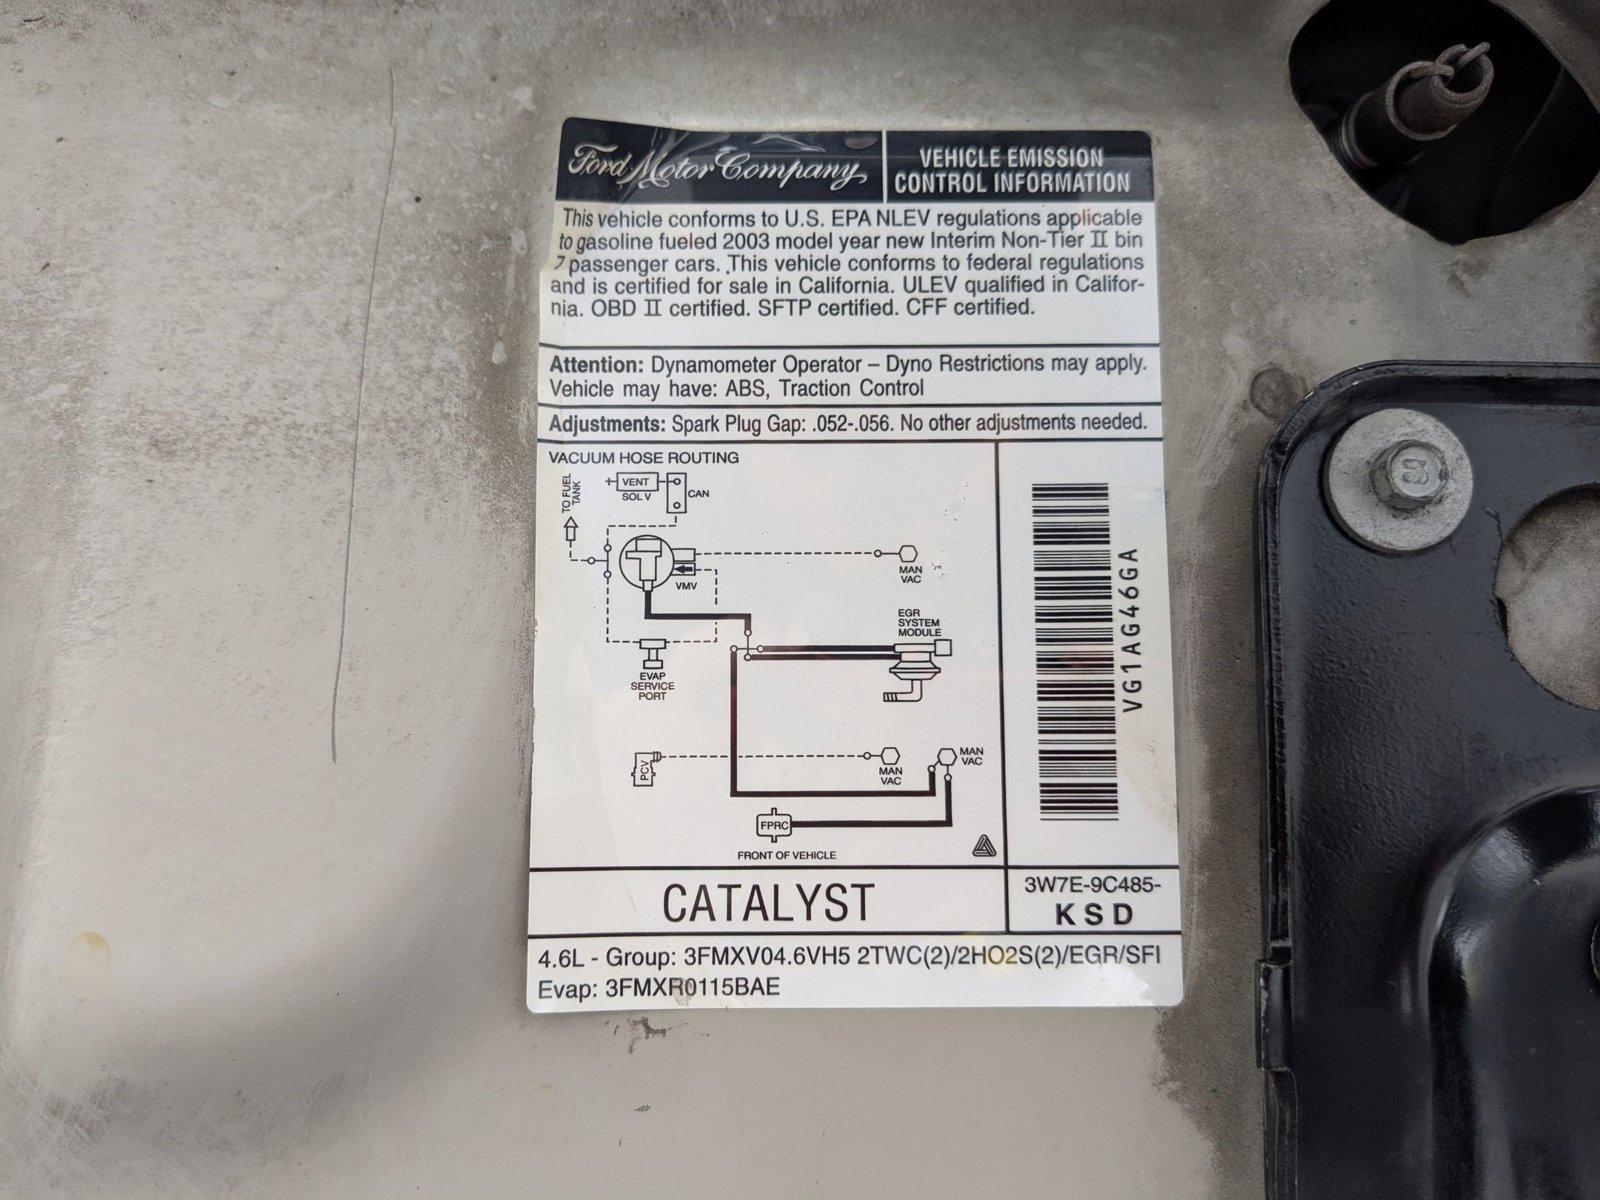 Ford Motor Company
VEHICLE EMISSION
CONTROL INFORMATION
This vehicle conforms to U.S. EPA NLEV regulations applicable
to gasoline fueled 2003 model year new Interim Non-Tier II bin
7 passenger cars. This vehicle conforms to federal regulations
and is certified for sale in California. ULEV qualified in Califor-
nia. OBD II certified. SFTP certified. CFF certified.
Attention: Dynamometer Operator – Dyno Restrictions may apply.
Vehicle may have: ABS, Traction Control
Adjustments: Spark Plug Gap: .052-.056. No other adjustments needed.
VACUUM HOSE ROUTING
TO FUEL
TANK
VENT
SOL V
CAN
VMV
MAN
VAC
EGR
SYSTEM
MODULE
EVAP
SERVICE
PORT
PCV
MAN
VAC
MAN
VAC
FPRC
FRONT OF VEHICLE
VG1AG46GA
CATALYST
3W7E-9C485-
KSD
4.6L - Group: 3FMXV04.6VH5 2TWC(2)/2HO2S(2)/EGR/SFI
Evap: 3FMXR0115BAE